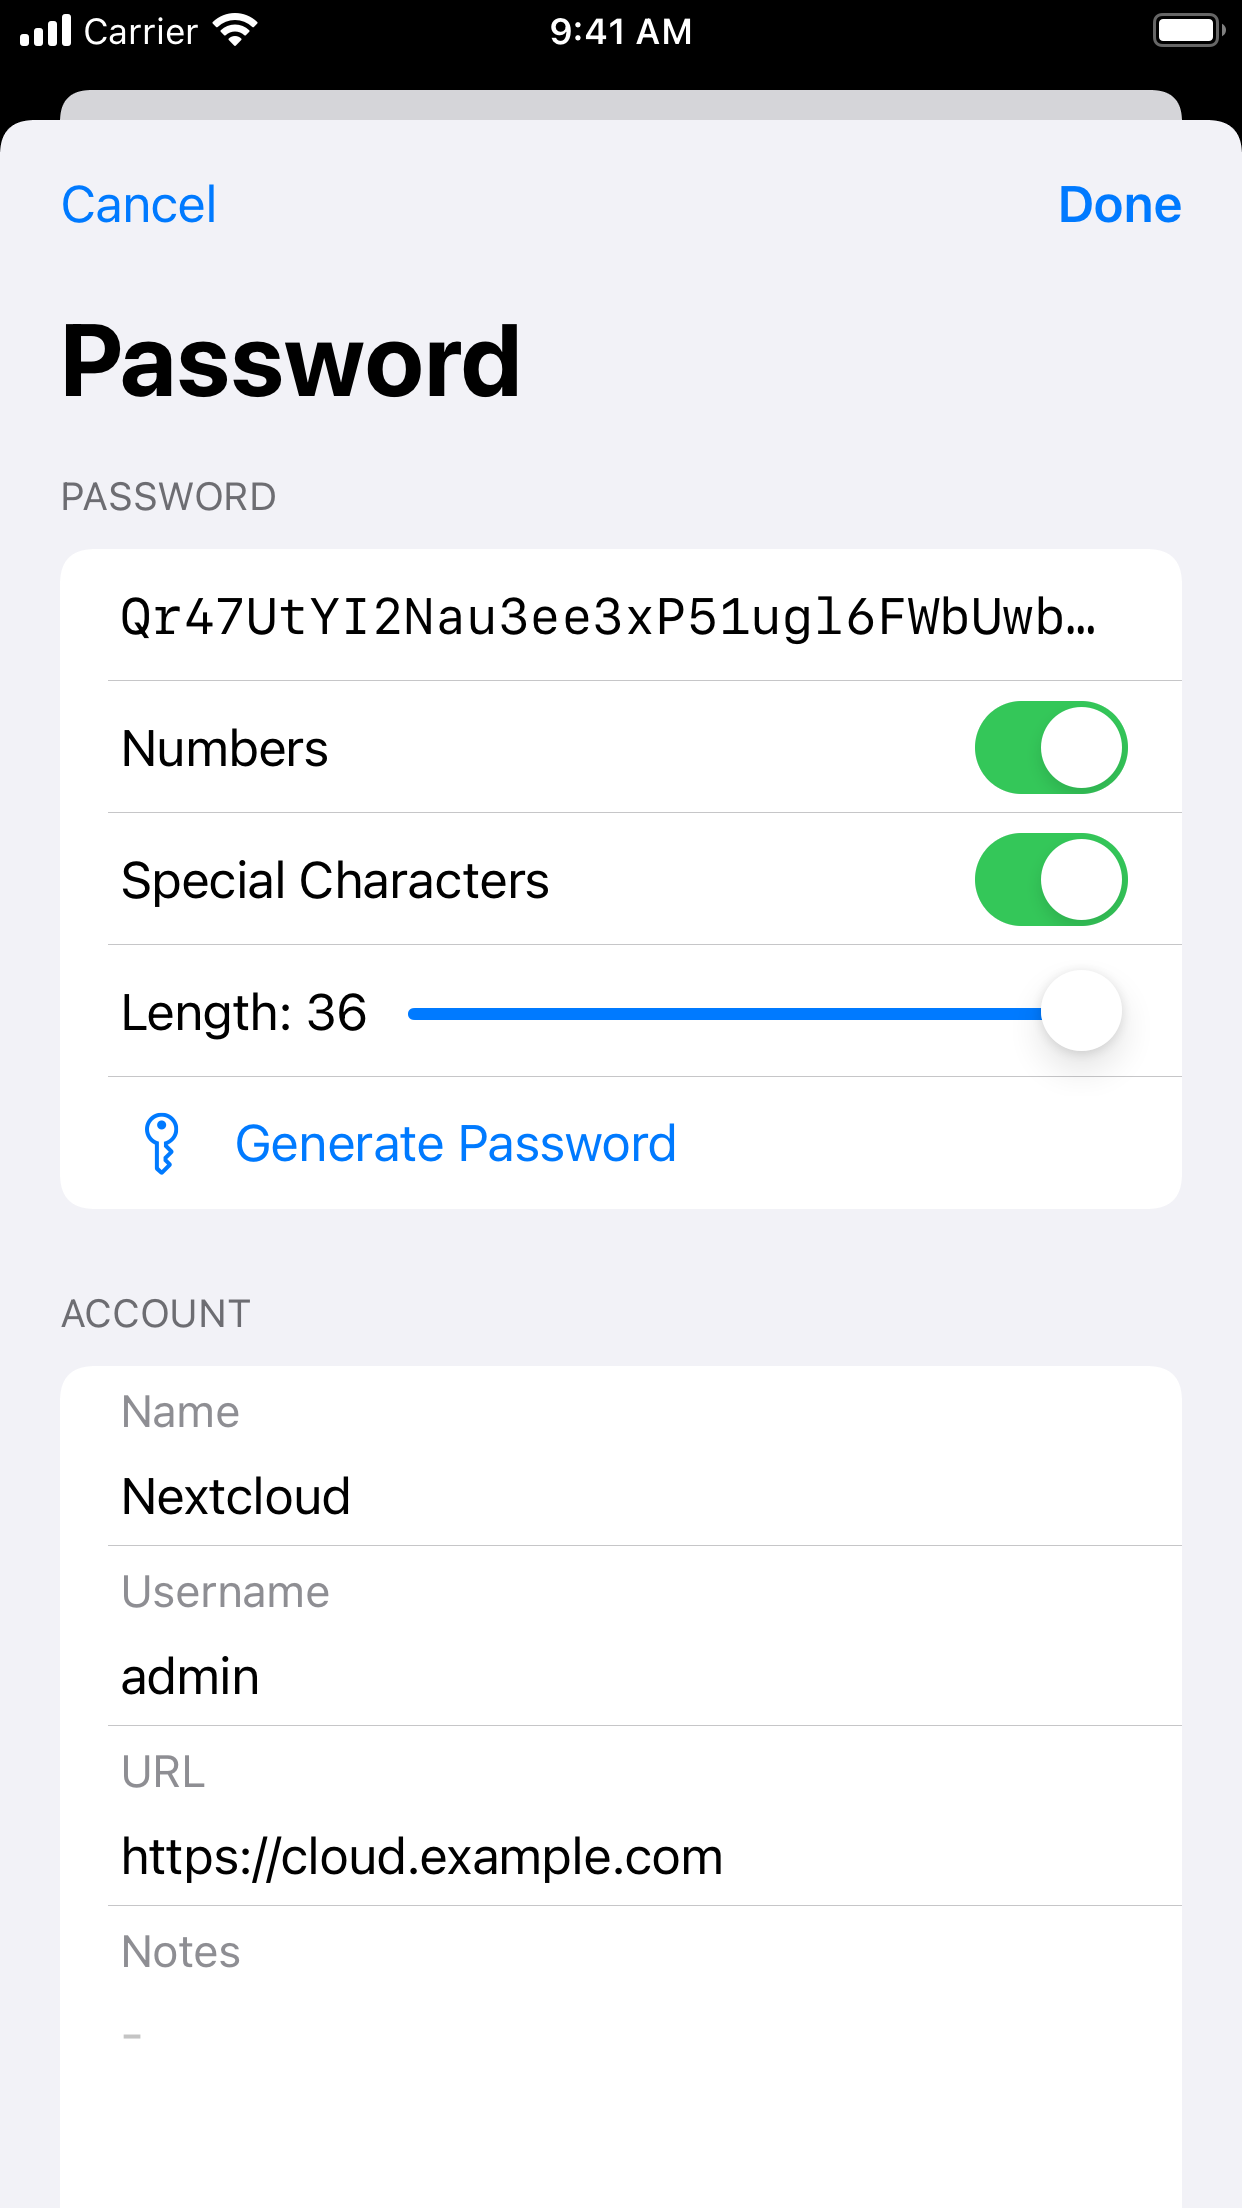 Carrier 9:41 AM
Cancel Done
Password
PASSWORD
Qr47UtYI2Nau3ee3xP51ugl6FWbUwb…
Numbers
Special Characters
Length: 36
Generate Password
ACCOUNT
Name
Nextcloud
Username
admin
URL
https://cloud.example.com
Notes
-